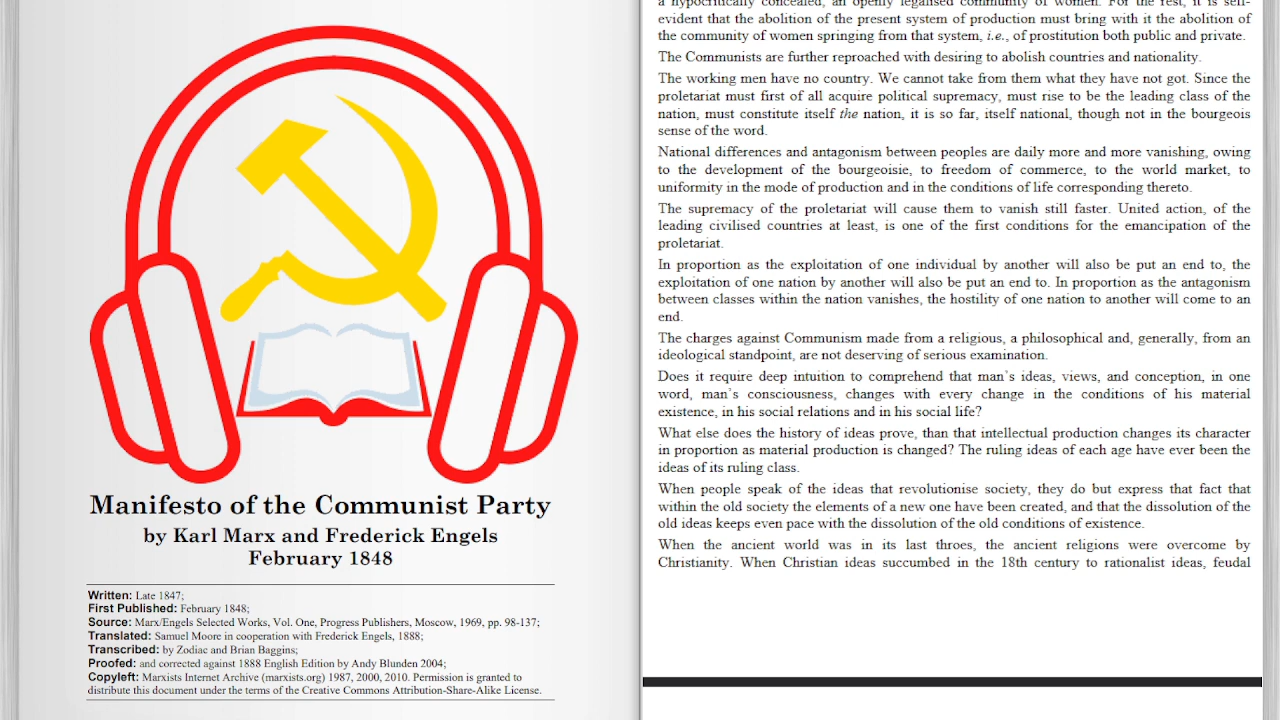 Manifesto of the Communist Party
by Karl Marx and Frederick Engels
February 1848
Written: Late 1847;
First Published: February 1848;
Source: Marx/Engels Selected Works, Vol. One, Progress Publishers, Moscow, 1969, pp. 98-137;
Translated: Samuel Moore in cooperation with Frederick Engels, 1888;
Transcribed: by Zodiac and Brian Baggins;
Proofed: and corrected against 1888 English Edition by Andy Blunden 2004;
Copyleft: Marxists Internet Archive (marxists.org) 1987, 2000, 2010. Permission is granted to
distribute this document under the terms of the Creative Commons Attribution-Share-Alike License.
a hypocritically concealed, an openly legalised community of women. For the rest, it is self-
evident that the abolition of the present system of production must bring with it the abolition of
the community of women springing from that system, i.e., of prostitution both public and private.
The Communists are further reproached with desiring to abolish countries and nationality.
The working men have no country. We cannot take from them what they have not got. Since the
proletariat must first of all acquire political supremacy, must rise to be the leading class of the
nation, must constitute itself the nation, it is so far, itself national, though not in the bourgeois
sense of the word.
National differences and antagonism between peoples are daily more and more vanishing, owing
to the development of the bourgeoisie, to freedom of commerce, to the world market, to
uniformity in the mode of production and in the conditions of life corresponding thereto.
The supremacy of the proletariat will cause them to vanish still faster. United action, of the
leading civilised countries at least, is one of the first conditions for the emancipation of the
proletariat.
In proportion as the exploitation of one individual by another will also be put an end to, the
exploitation of one nation by another will also be put an end to. In proportion as the antagonism
between classes within the nation vanishes, the hostility of one nation to another will come to an
end.
The charges against Communism made from a religious, a philosophical and, generally, from an
ideological standpoint, are not deserving of serious examination.
Does it require deep intuition to comprehend that man's ideas, views, and conception, in one
word, man's consciousness, changes with every change in the conditions of his material
existence, in his social relations and in his social life?
What else does the history of ideas prove, than that intellectual production changes its character
in proportion as material production is changed? The ruling ideas of each age have ever been the
ideas of its ruling class.
When people speak of the ideas that revolutionise society, they do but express that fact that
within the old society the elements of a new one have been created, and that the dissolution of the
old ideas keeps even pace with the dissolution of the old conditions of existence.
When the ancient world was in its last throes, the ancient religions were overcome by
Christianity. When Christian ideas succumbed in the 18th century to rationalist ideas, feudal